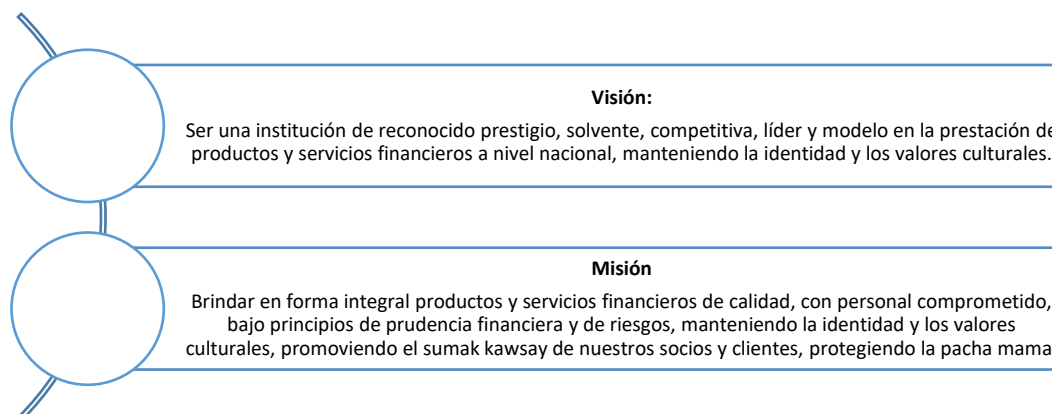 Visión:
Ser una institución de reconocido prestigio, solvente, competitiva, líder y modelo en la prestación de
productos y servicios financieros a nivel nacional, manteniendo la identidad y los valores culturales.
Misión
Brindar en forma integral productos y servicios financieros de calidad, con personal comprometido,
bajo principios de prudencia financiera y de riesgos, manteniendo la identidad y los valores
culturales, promoviendo el sumak kawsay de nuestros socios y clientes, protegiendo la pacha mama